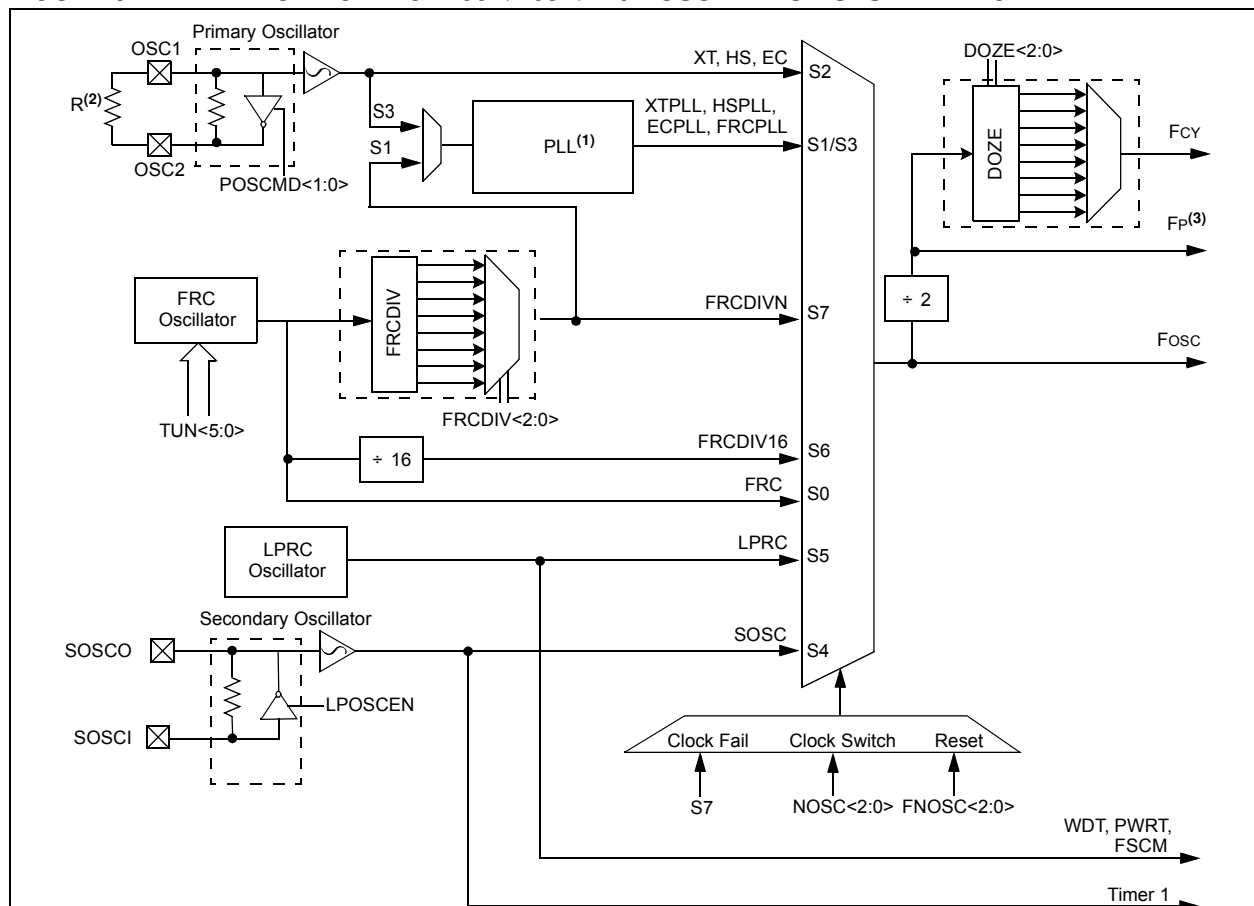 Primary Oscillator
OSC1
R(2)
OSC2
POSCMD<1:0>
S3
S1
PLL(1)
XT, HS, EC
S2
XTPLL, HSPLL,
ECPLL, FRCPLL
S1/S3
DOZE<2:0>
DOZE
FCY
FP(3)
÷ 2
FOSC
FRC
Oscillator
TUN<5:0>
FRCDIV
FRCDIV<2:0>
FRCDIVN
S7
÷ 16
FRCDIV16
S6
FRC
S0
LPRC
Oscillator
LPRC
S5
Secondary Oscillator
SOSCO
SOSCI
LPOSCEN
SOSC
S4
Clock Fail
Clock Switch
Reset
S7
NOSC<2:0>
FNOSC<2:0>
WDT, PWRT,
FSCM
Timer 1